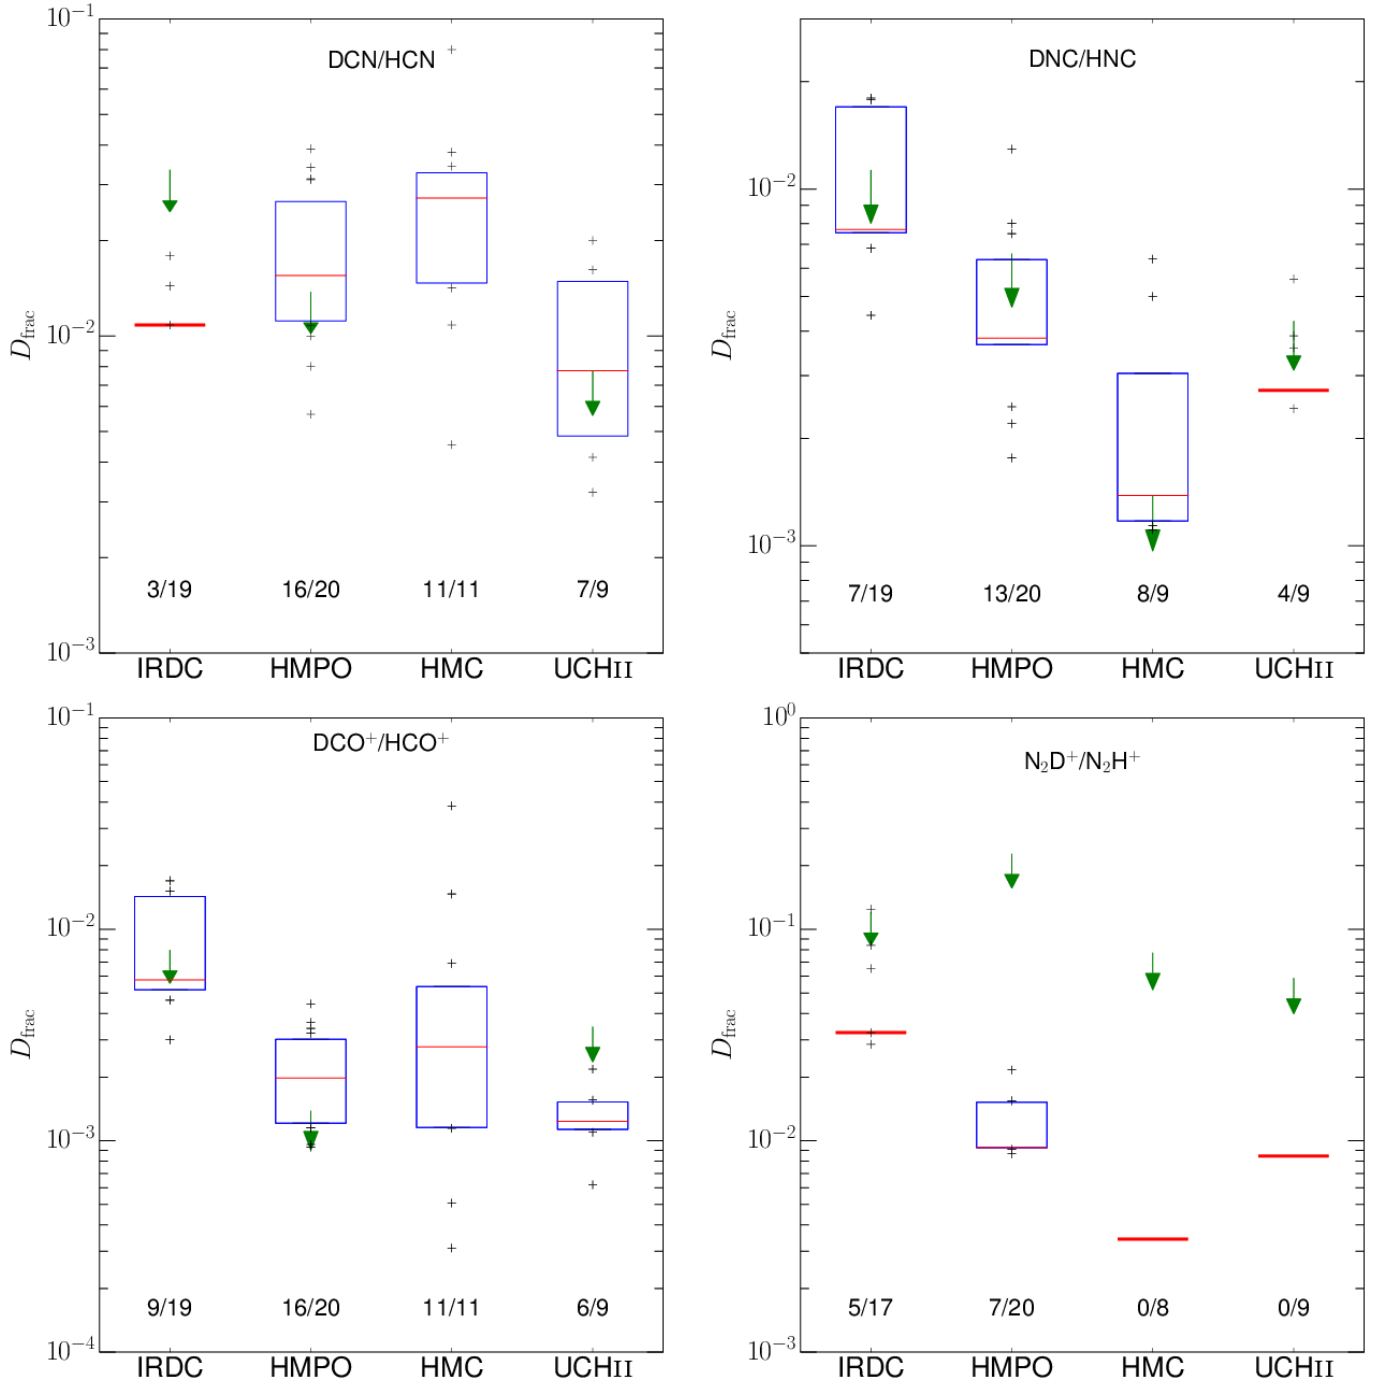 10⁻¹
DCN/HCN
D_frac
10⁻²
3/19 16/20 11/11 7/9
10⁻³
IRDC HMPO HMC UCHII
DNC/HNC
10⁻²
D_frac
10⁻³
7/19 13/20 8/9 4/9
IRDC HMPO HMC UCHII
10⁻¹
DCO⁺/HCO⁺
10⁻²
D_frac
10⁻³
9/19 16/20 11/11 6/9
10⁻⁴
IRDC HMPO HMC UCHII
10⁰
N₂D⁺/N₂H⁺
10⁻¹
D_frac
10⁻²
5/17 7/20 0/8 0/9
10⁻³
IRDC HMPO HMC UCHII